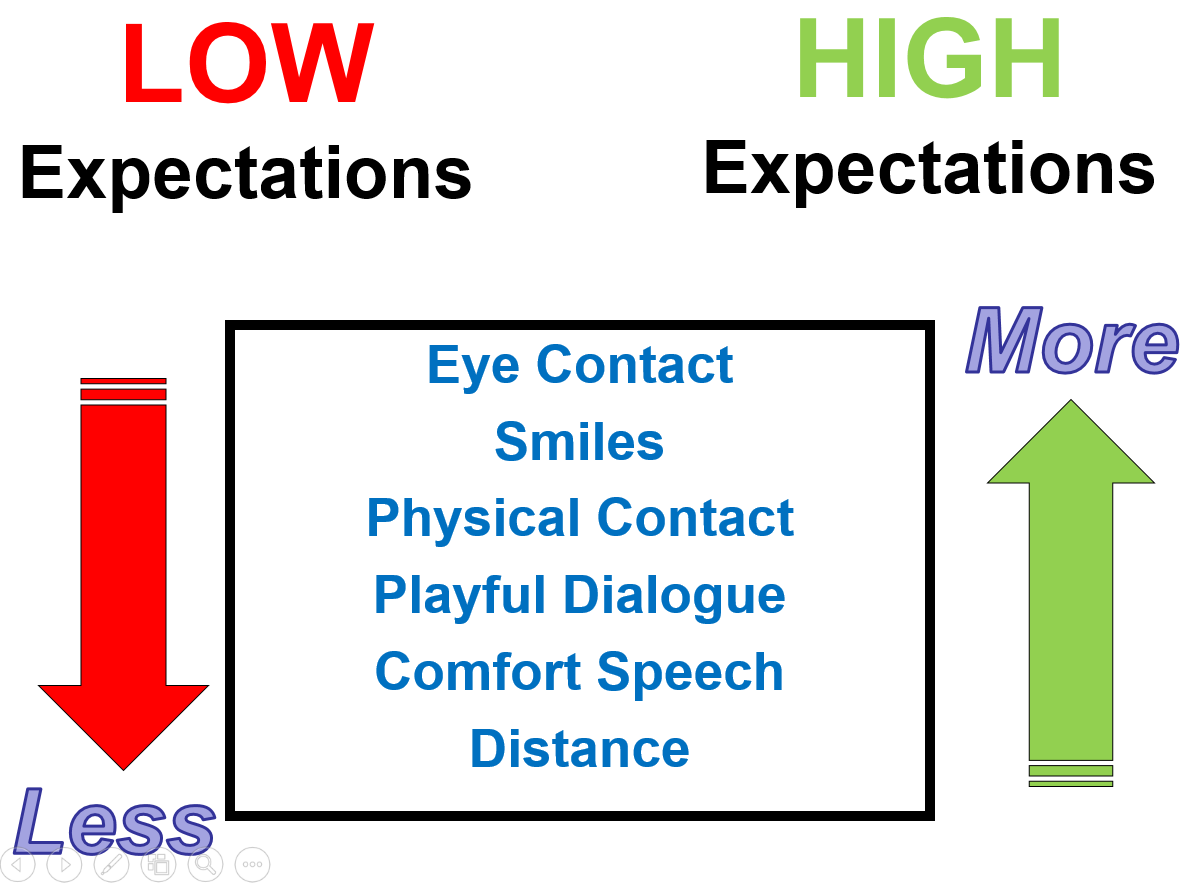 LOW
Expectations
HIGH
Expectations
More
Eye Contact
Smiles
Physical Contact
Playful Dialogue
Comfort Speech
Distance
Less